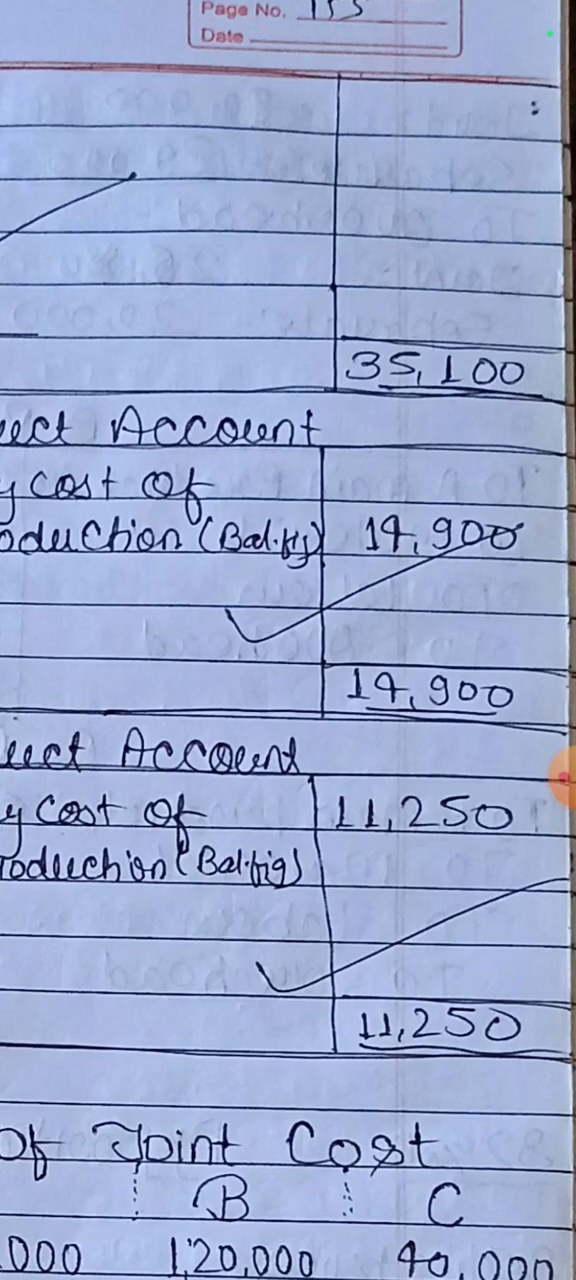 Page No. 155
Date
35,100
ect Account
y cost of
oduction (Bal.fig) 14,900
14,900
uct Account
y Cost Of 11,250
roduction (Bal.fig)
11,250
Of Joint Cost
B C
000 1,20,000 40,000